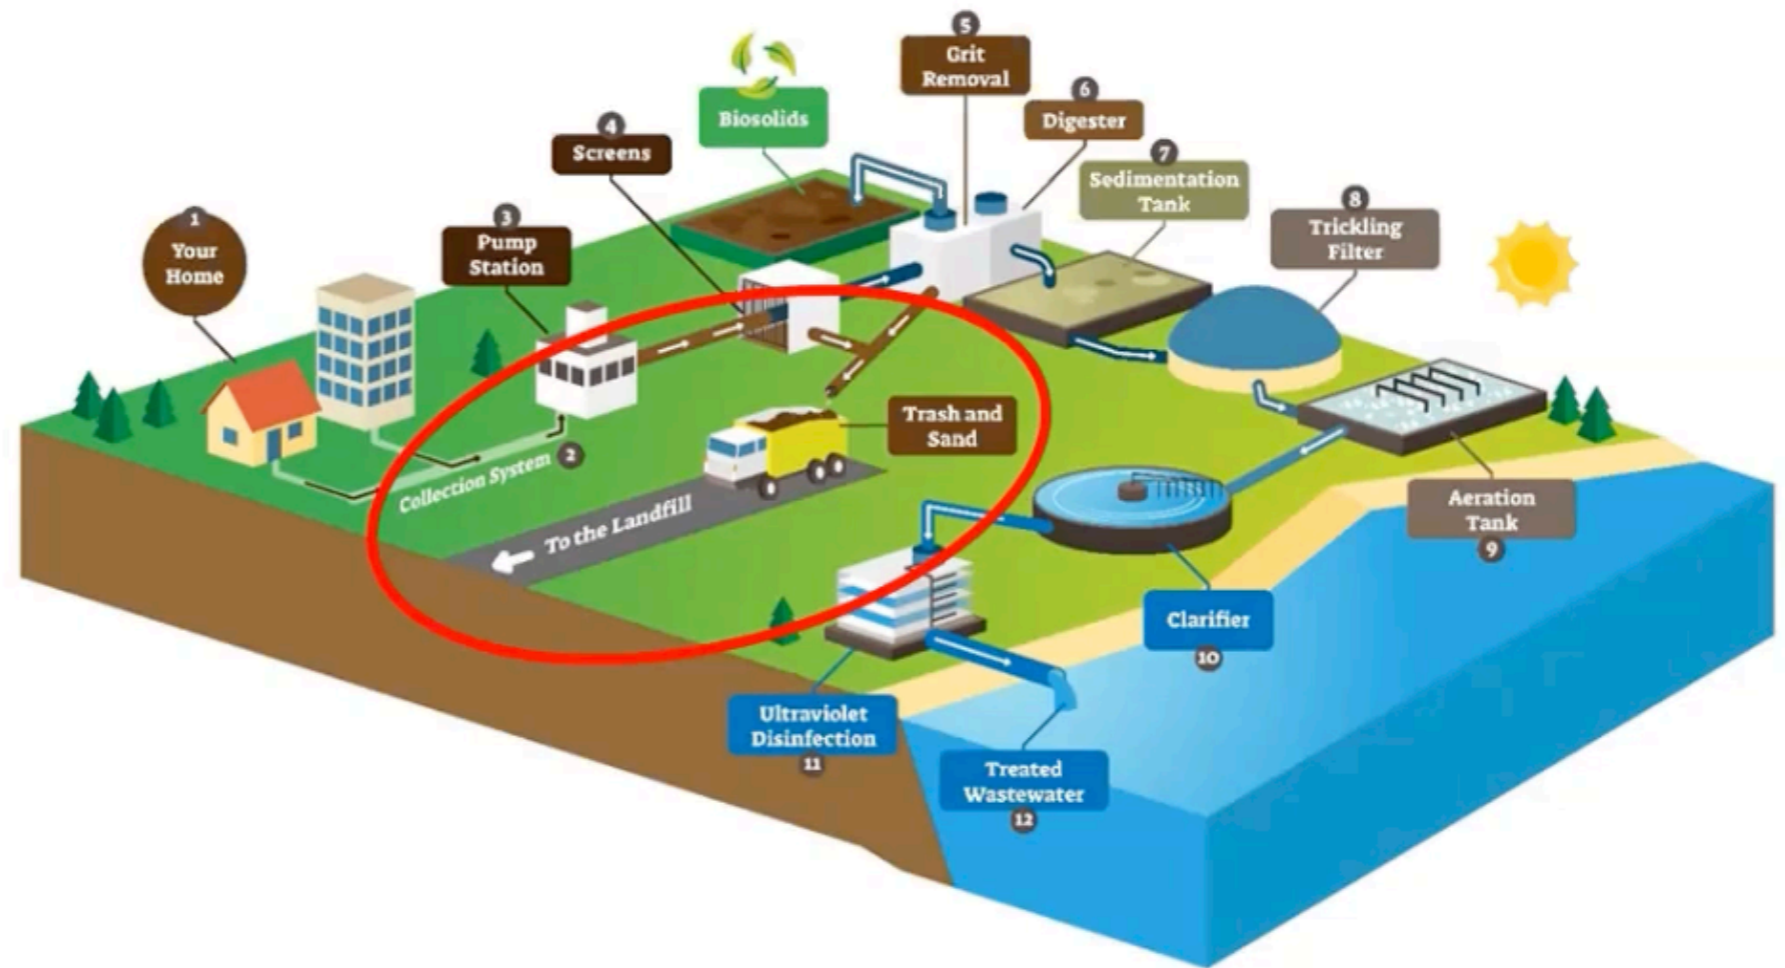 1
Your
Home
Collection System 2
3
Pump
Station
4
Screens
Biosolids
5
Grit
Removal
6
Digester
7
Sedimentation
Tank
8
Trickling
Filter
Trash and
Sand
To the Landfill
Aeration
Tank
9
Clarifier
10
Ultraviolet
Disinfection
11
Treated
Wastewater
12